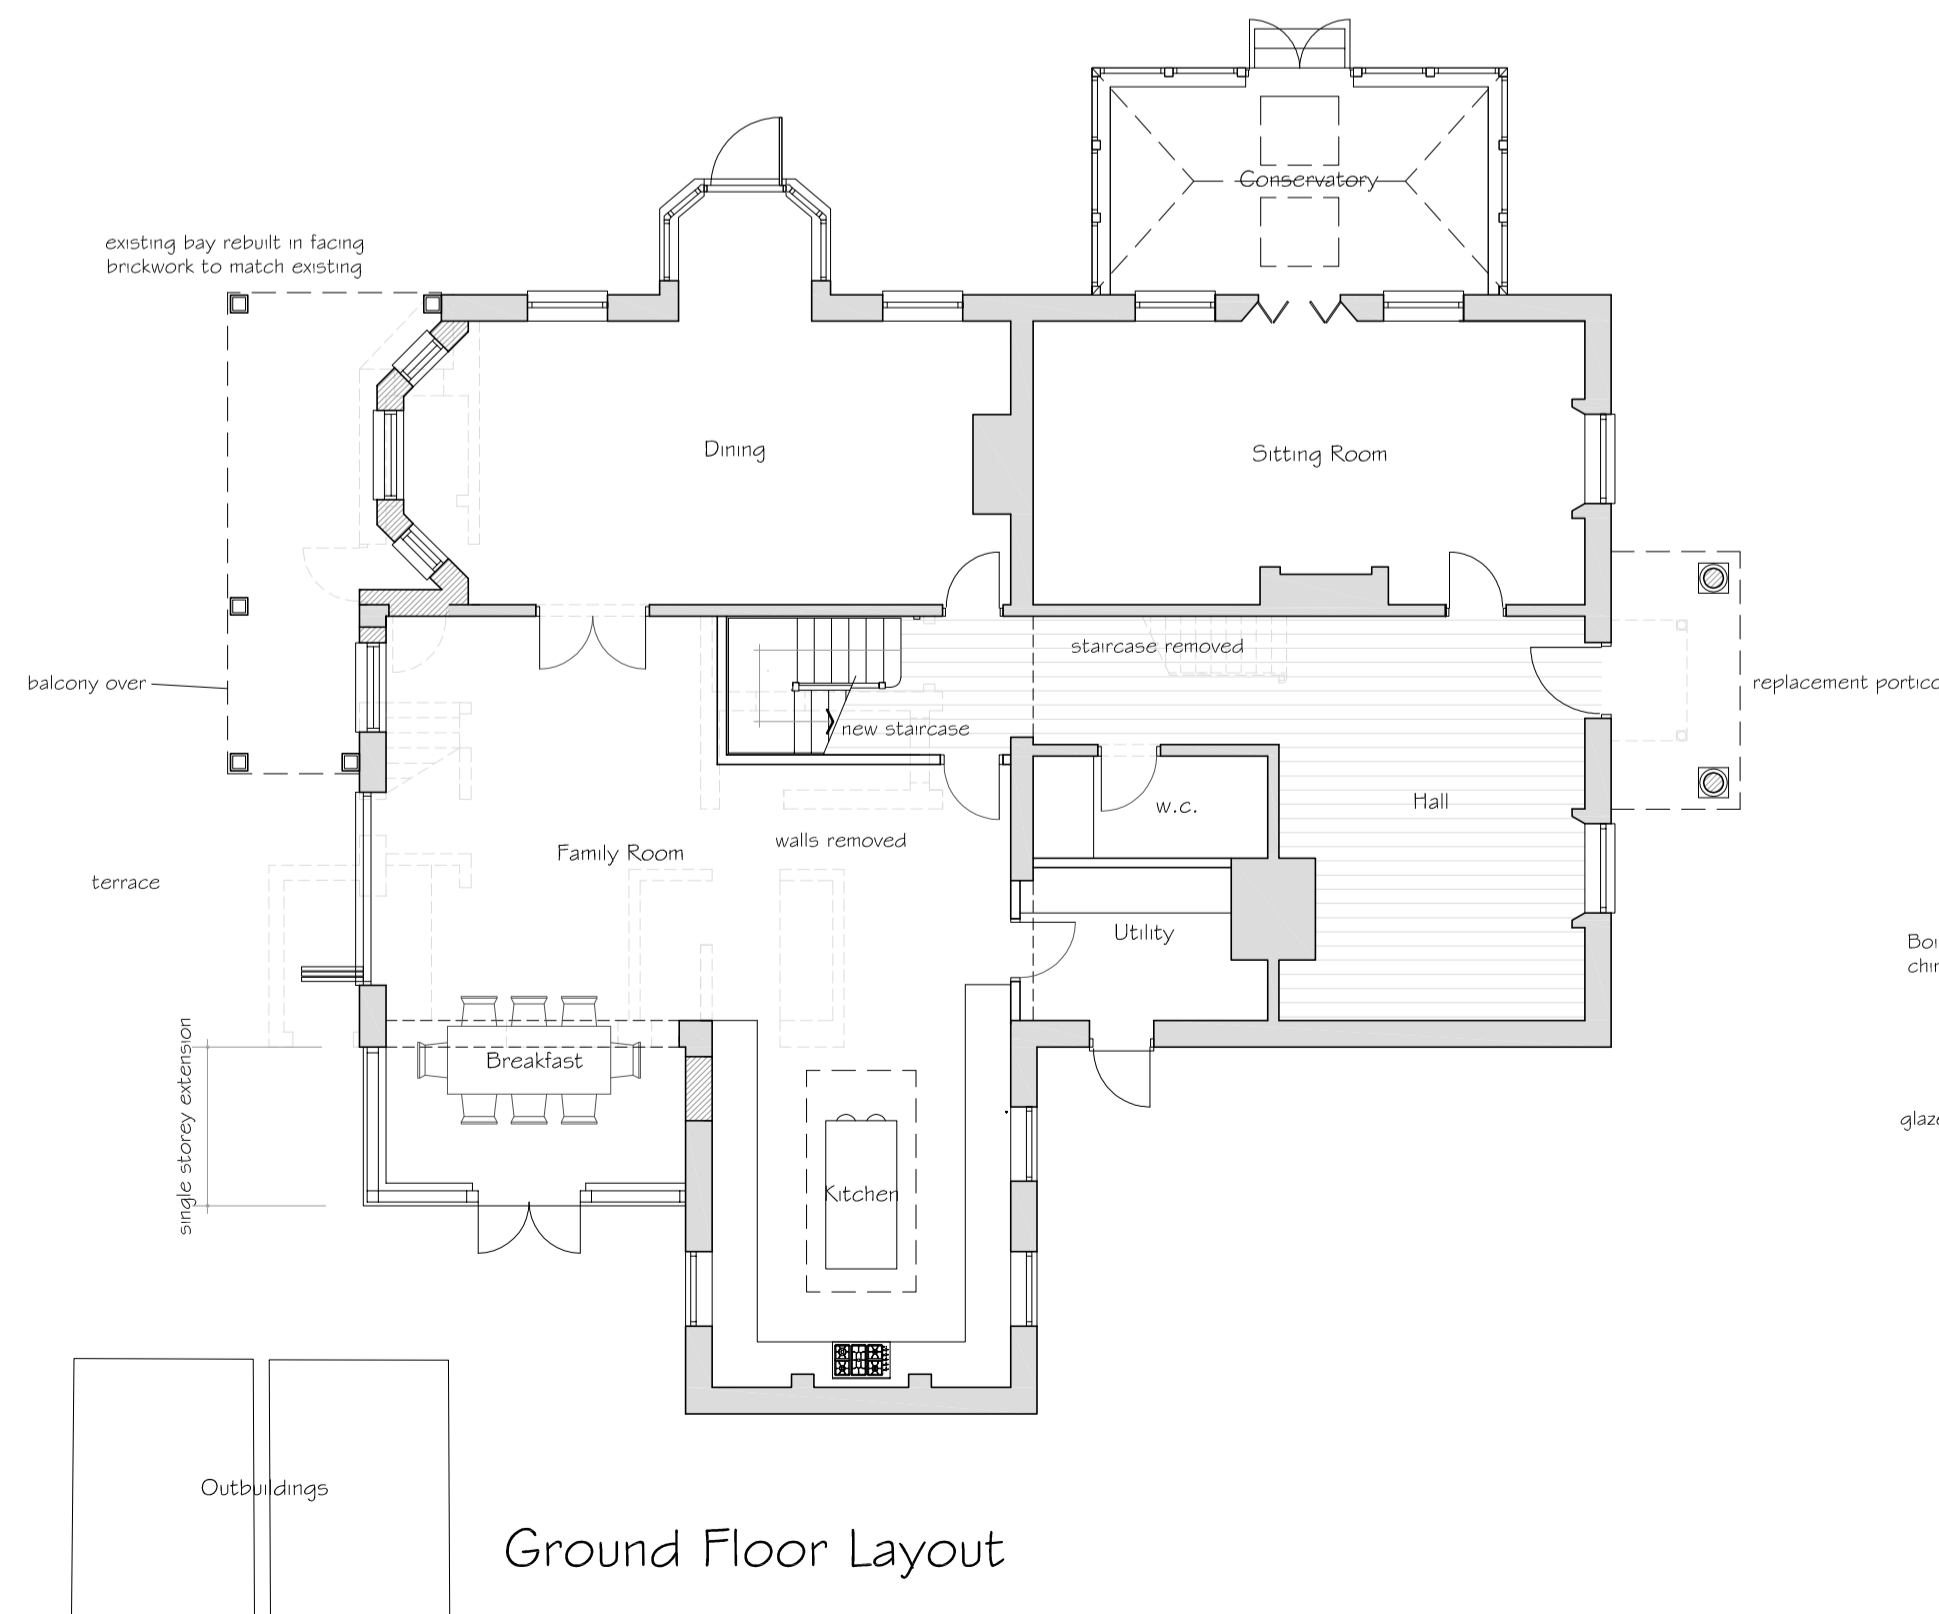 Conservatory
existing bay rebuilt in facing
brickwork to match existing
Dining
Sitting Room
staircase removed
balcony over
replacement portico
new staircase
Hall
w.c.
walls removed
Family Room
terrace
Utility
Breakfast
single storey extension
Kitchen
Outbuildings
Ground Floor Layout